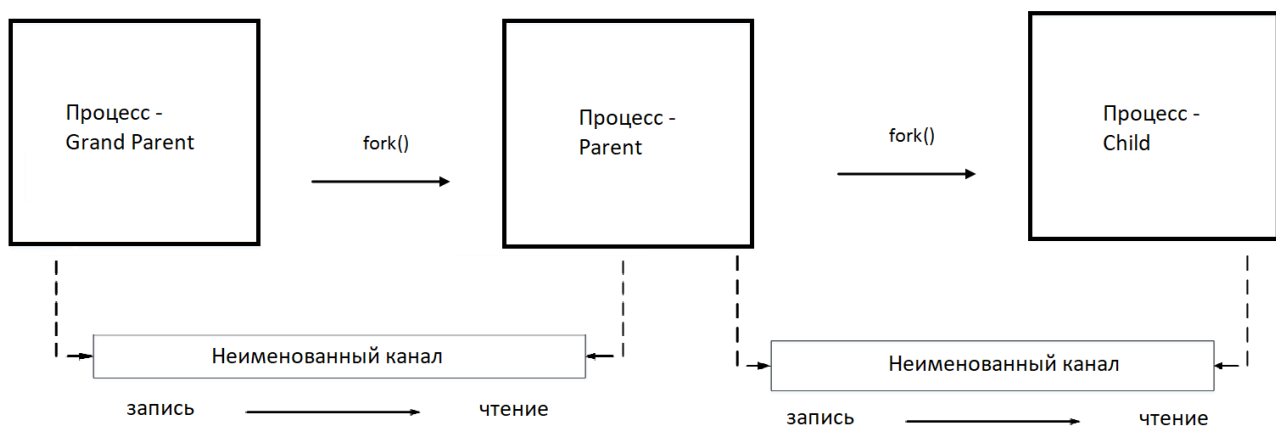 Процесс -
Grand Parent
fork()
Процесс -
Parent
fork()
Процесс -
Child
Неименованный канал
Неименованный канал
запись
чтение
запись
чтение